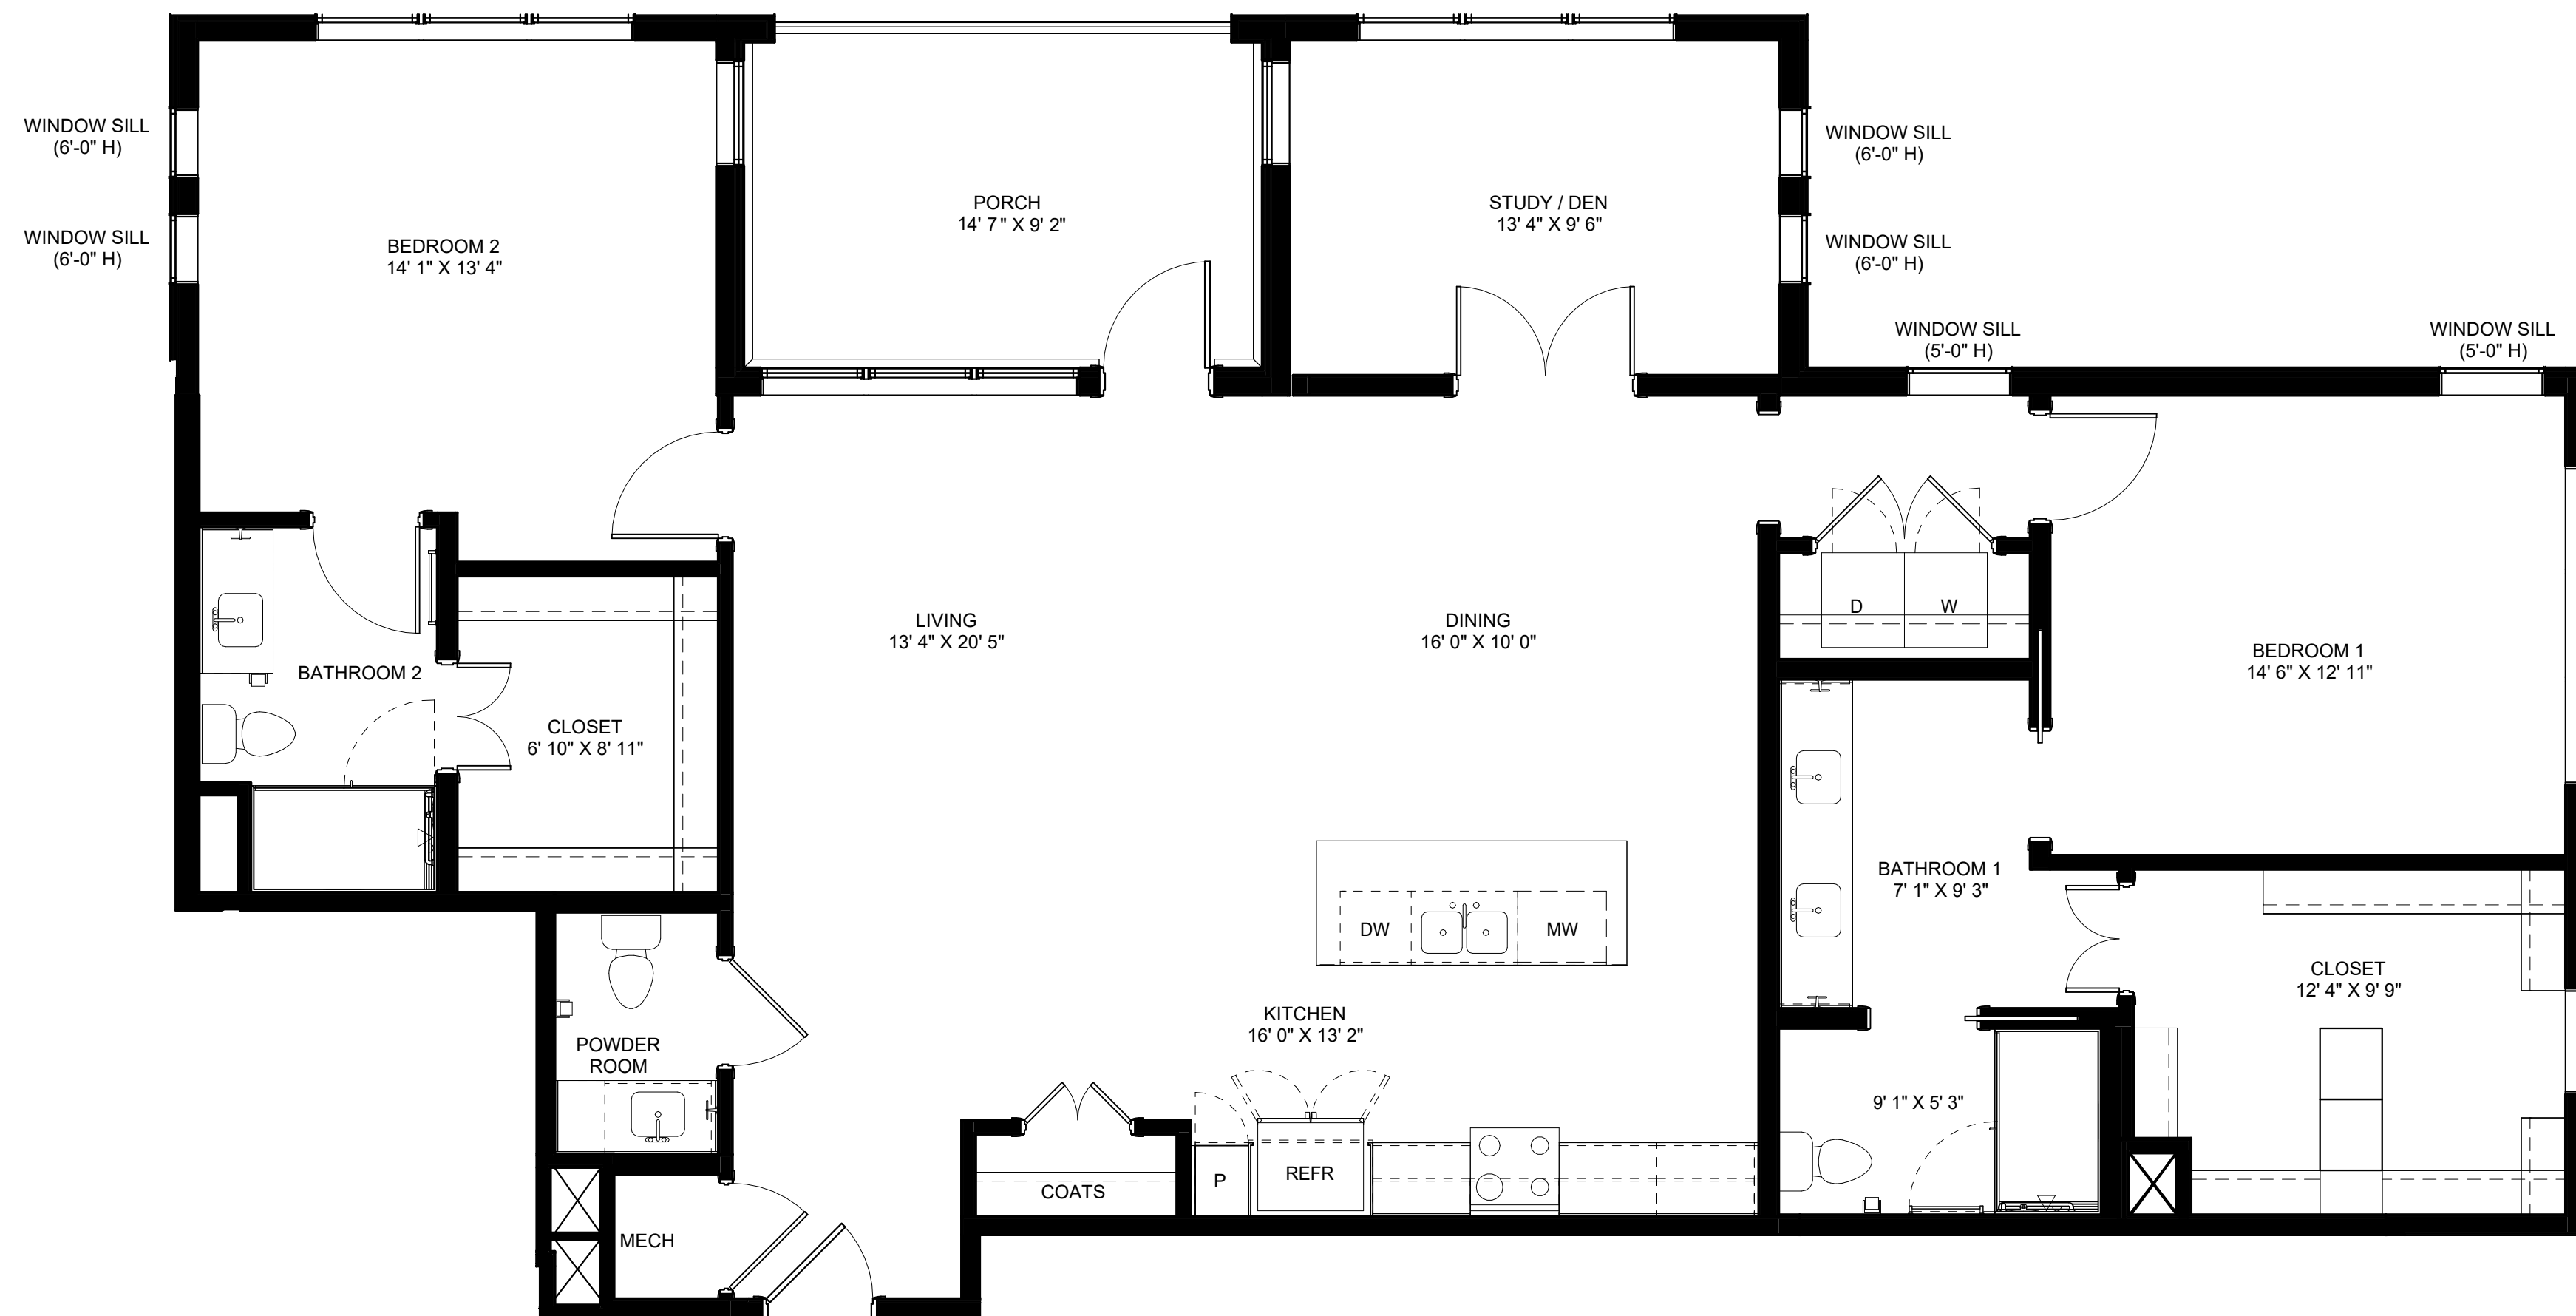 WINDOW SILL
(6'-0" H)
WINDOW SILL
(6'-0" H)
BEDROOM 2
14' 1" X 13' 4"
PORCH
14' 7" X 9' 2"
STUDY / DEN
13' 4" X 9' 6"
WINDOW SILL
(6'-0" H)
WINDOW SILL
(6'-0" H)
WINDOW SILL
(5'-0" H)
WINDOW SILL
(5'-0" H)
LIVING
13' 4" X 20' 5"
DINING
16' 0" X 10' 0"
D
W
BEDROOM 1
14' 6" X 12' 11"
BATHROOM 2
CLOSET
6' 10" X 8' 11"
BATHROOM 1
7' 1" X 9' 3"
DW
MW
CLOSET
12' 4" X 9' 9"
KITCHEN
16' 0" X 13' 2"
POWDER
ROOM
9' 1" X 5' 3"
COATS
P
REFR
MECH